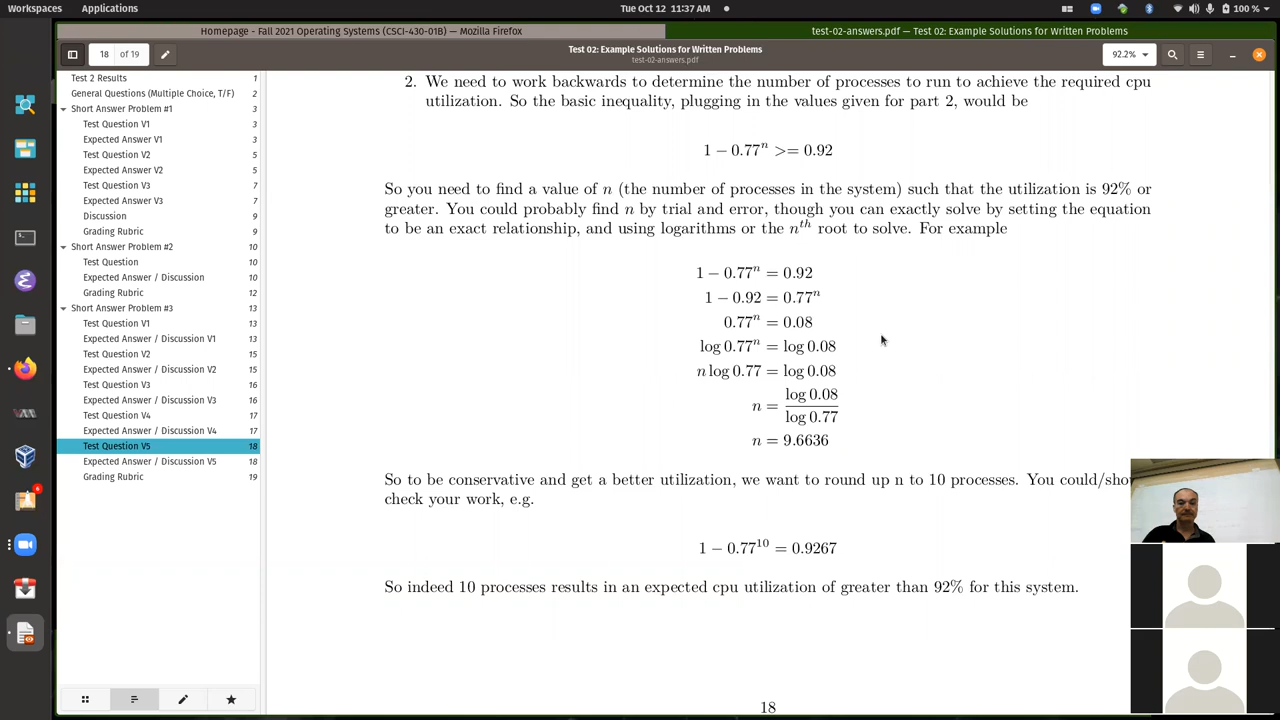 Workspaces Applications Tue Oct 12 11:37 AM 100 %
Homepage - Fall 2021 Operating Systems (CSCI-430-01B) — Mozilla Firefox
test-02-answers.pdf — Test 02: Example Solutions for Written Problems
18 of 19
Test 02: Example Solutions for Written Problems
test-02-answers.pdf
92.2%
Test 2 Results 1
General Questions (Multiple Choice, T/F) 2
Short Answer Problem #1 3
Test Question V1 3
Expected Answer V1 3
Test Question V2 5
Expected Answer V2 5
Test Question V3 7
Expected Answer V3 7
Discussion 9
Grading Rubric 9
Short Answer Problem #2 10
Test Question 10
Expected Answer / Discussion 10
Grading Rubric 12
Short Answer Problem #3 13
Test Question V1 13
Expected Answer / Discussion V1 13
Test Question V2 15
Expected Answer / Discussion V2 15
Test Question V3 16
Expected Answer / Discussion V3 16
Test Question V4 17
Expected Answer / Discussion V4 17
Test Question V5 18
Expected Answer / Discussion V5 18
Grading Rubric 19
2. We need to work backwards to determine the number of processes to run to achieve the required cpu
utilization. So the basic inequality, plugging in the values given for part 2, would be
1 − 0.77^n >= 0.92
So you need to find a value of n (the number of processes in the system) such that the utilization is 92% or
greater. You could probably find n by trial and error, though you can exactly solve by setting the equation
to be an exact relationship, and using logarithms or the n^th root to solve. For example
1 − 0.77^n = 0.92
1 − 0.92 = 0.77^n
0.77^n = 0.08
log 0.77^n = log 0.08
n log 0.77 = log 0.08
n = log 0.08 / log 0.77
n = 9.6636
So to be conservative and get a better utilization, we want to round up n to 10 processes. You could/
check your work, e.g.
1 − 0.77^10 = 0.9267
So indeed 10 processes results in an expected cpu utilization of greater than 92% for this system.
18